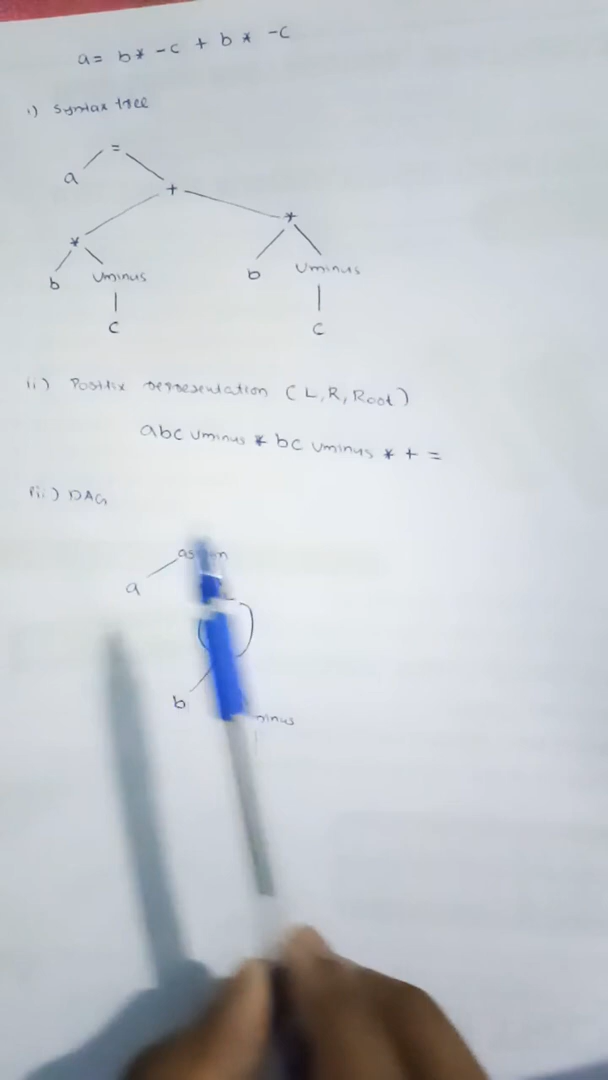 a= b* -c + b * -c
i) Syntax tree
=
a
+
*
*
b uminus
b uminus
c
c
ii) Postfix representation (L,R,Root)
abc uminus * bc uminus * + =
iii) DAG
a
b